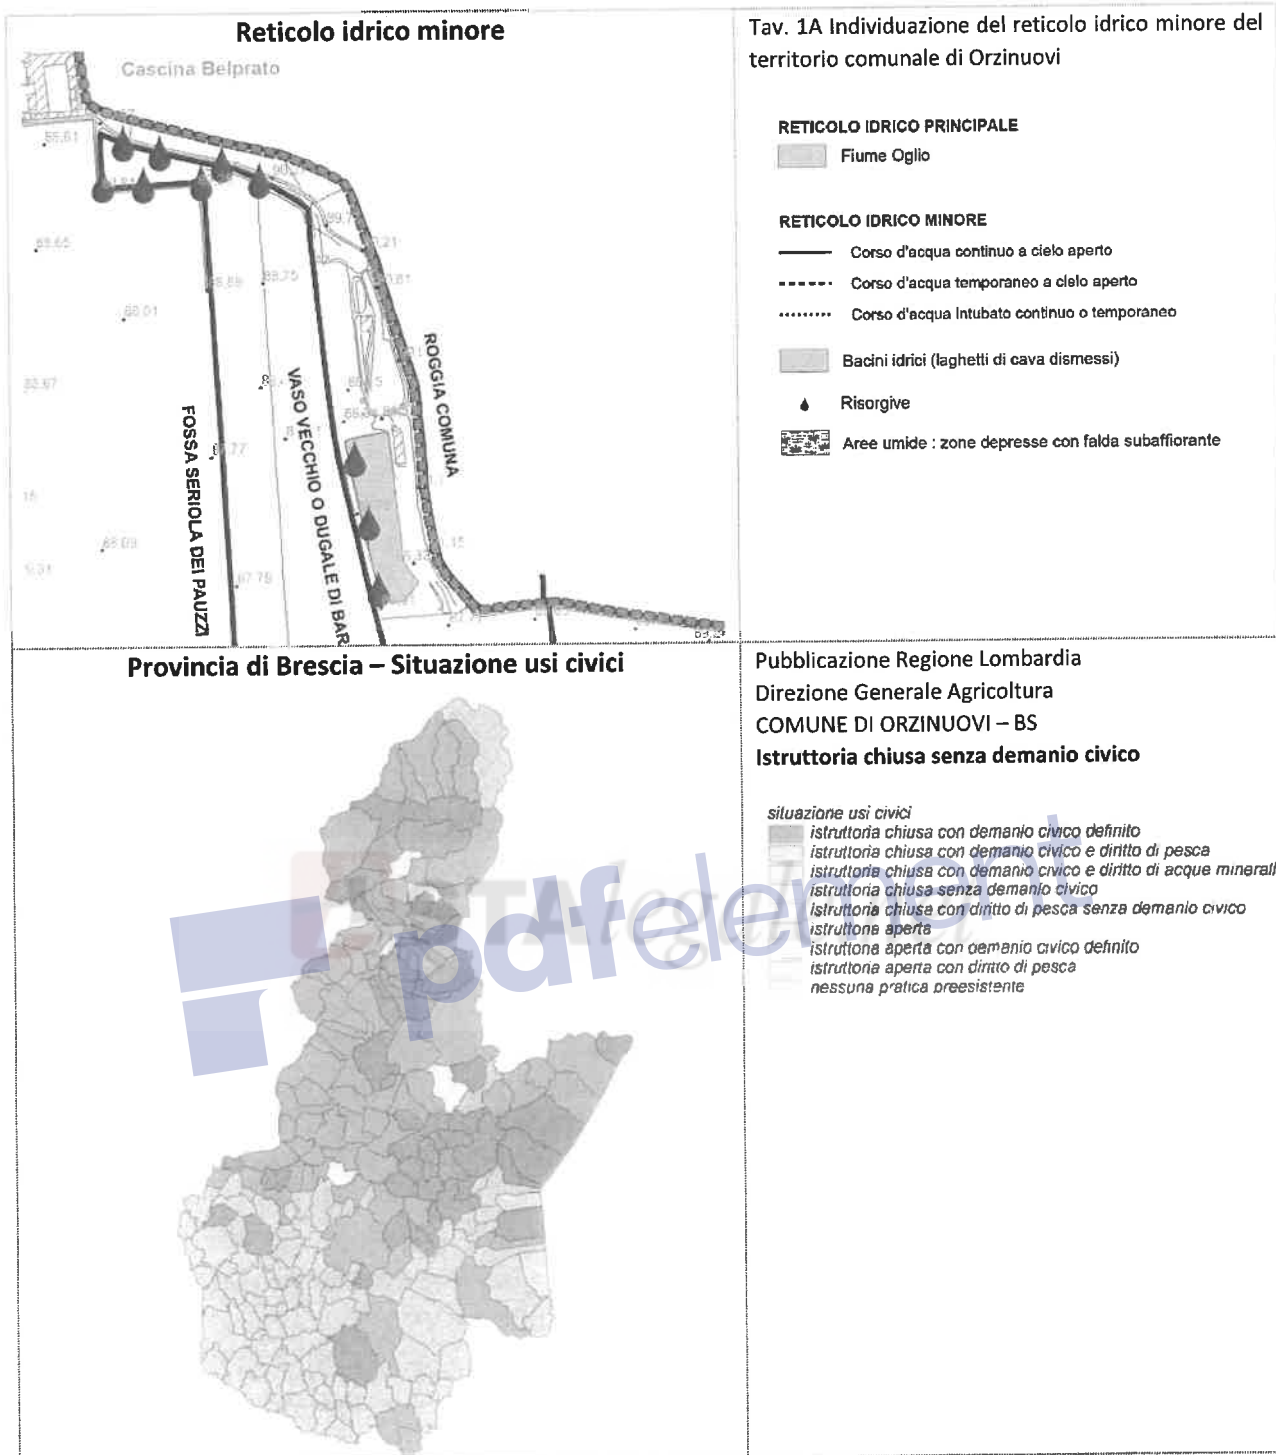 Reticolo idrico minore
Cascina Belprato
FOSSA SERIOLA DEI PAUZZI
VASO VECCHIO O DUGALE DI BAR
ROGGIA COMUNA
Tav. 1A Individuazione del reticolo idrico minore del
territorio comunale di Orzinuovi
RETICOLO IDRICO PRINCIPALE
Fiume Oglio
RETICOLO IDRICO MINORE
Corso d'acqua continuo a cielo aperto
Corso d'acqua temporaneo a cielo aperto
Corso d'acqua Intubato continuo o temporaneo
Bacini idrici (laghetti di cava dismessi)
Risorgive
Aree umide : zone depresse con falda subaffiorante
Provincia di Brescia – Situazione usi civici
Pubblicazione Regione Lombardia
Direzione Generale Agricoltura
COMUNE DI ORZINUOVI – BS
Istruttoria chiusa senza demanio civico
situazione usi civici
istruttoria chiusa con demanio civico definito
istruttoria chiusa con demanio civico e diritto di pesca
istruttoria chiusa con demanio civico e diritto di acque minerali
istruttoria chiusa senza demanio civico
istruttoria chiusa con diritto di pesca senza demanio civico
istruttoria aperta
istruttoria aperta con demanio civico definito
istruttoria aperta con diritto di pesca
nessuna pratica preesistente
pdfelement